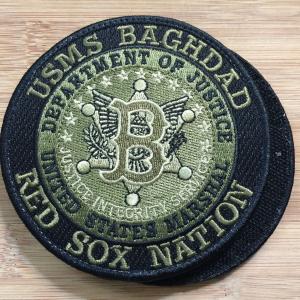 USMS BAGHDAD
DEPARTMENT OF JUSTICE
B
JUSTICE INTEGRITY SERVICE
UNITED STATES MARSHAL
RED SOX NATION